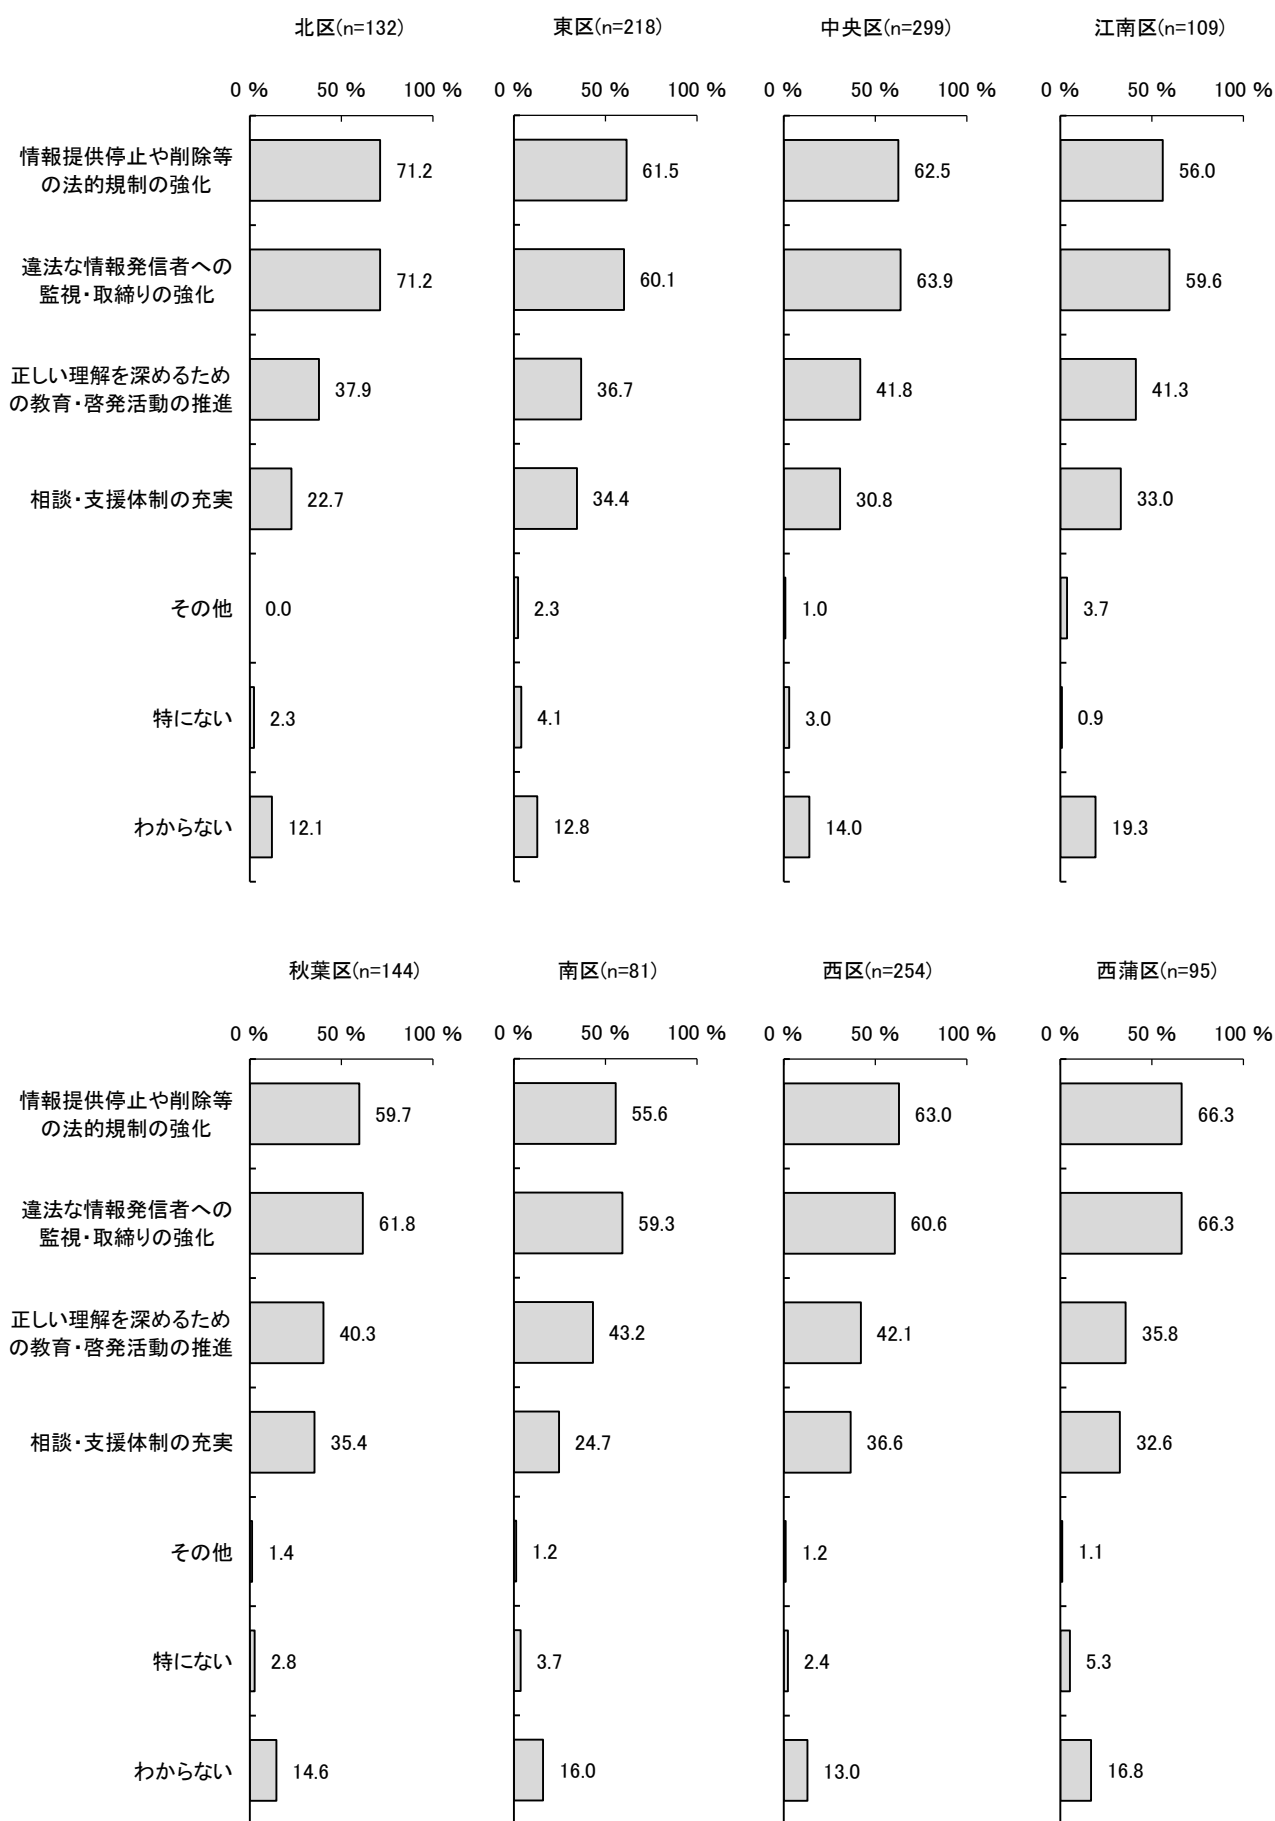 北区(n=132)
東区(n=218)
中央区(n=299)
江南区(n=109)
0 % 50 % 100 %
0 % 50 % 100 %
0 % 50 % 100 %
0 % 50 % 100 %
情報提供停止や削除等
の法的規制の強化
71.2
61.5
62.5
56.0
違法な情報発信者への
監視・取締りの強化
71.2
60.1
63.9
59.6
正しい理解を深めるため
の教育・啓発活動の推進
37.9
36.7
41.8
41.3
相談・支援体制の充実
22.7
34.4
30.8
33.0
その他
0.0
2.3
1.0
3.7
特にない
2.3
4.1
3.0
0.9
わからない
12.1
12.8
14.0
19.3
秋葉区(n=144)
南区(n=81)
西区(n=254)
西蒲区(n=95)
0 % 50 % 100 %
0 % 50 % 100 %
0 % 50 % 100 %
0 % 50 % 100 %
情報提供停止や削除等
の法的規制の強化
59.7
55.6
63.0
66.3
違法な情報発信者への
監視・取締りの強化
61.8
59.3
60.6
66.3
正しい理解を深めるため
の教育・啓発活動の推進
40.3
43.2
42.1
35.8
相談・支援体制の充実
35.4
24.7
36.6
32.6
その他
1.4
1.2
1.2
1.1
特にない
2.8
3.7
2.4
5.3
わからない
14.6
16.0
13.0
16.8